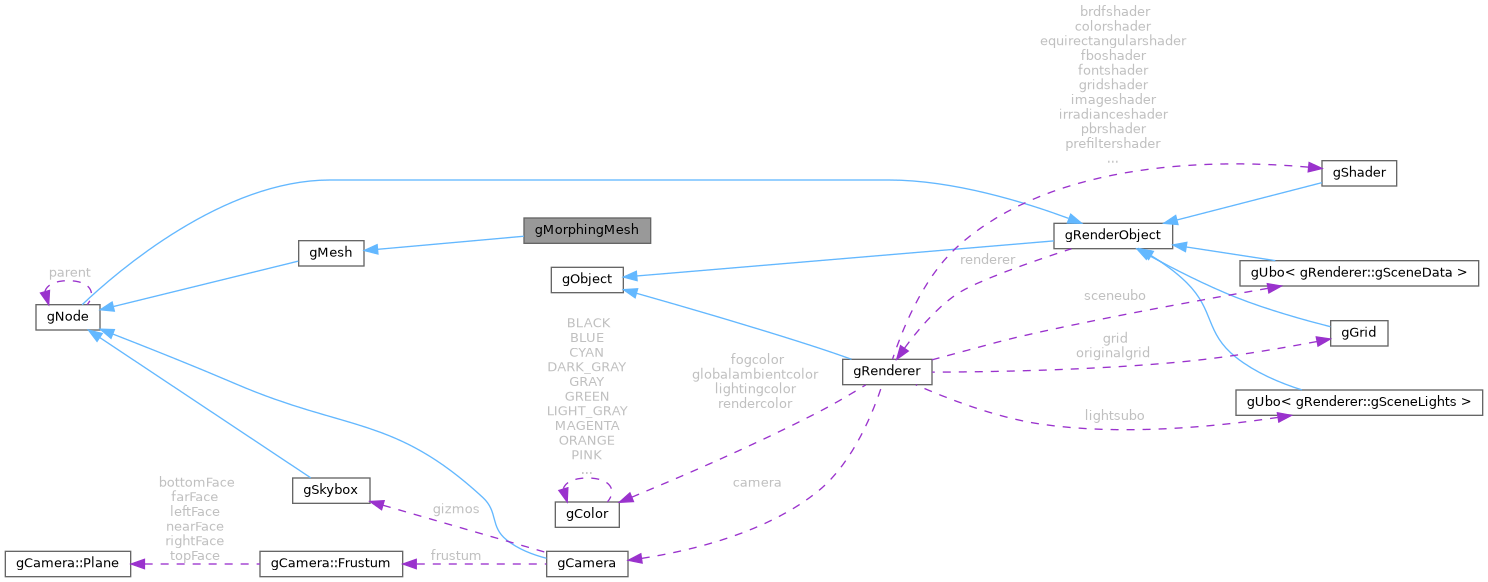 brdfshader
colorshader
equirectangularshader
fboshader
fontshader
gridshader
imageshader
irradianceshader
pbrshader
prefiltershader
...
gShader
gMorphingMesh
gRenderObject
gMesh
renderer
gUbo< gRenderer::gSceneData >
parent
gObject
sceneubo
gNode
BLACK
BLUE
CYAN
DARK_GRAY
GRAY
GREEN
LIGHT_GRAY
MAGENTA
ORANGE
PINK
...
fogcolor
globalambientcolor
lightingcolor
rendercolor
gRenderer
grid
originalgrid
gGrid
gUbo< gRenderer::gSceneLights >
lightsubo
camera
gSkybox
gizmos
gColor
bottomFace
farFace
leftFace
nearFace
rightFace
topFace
gCamera::Plane
gCamera::Frustum
frustum
gCamera